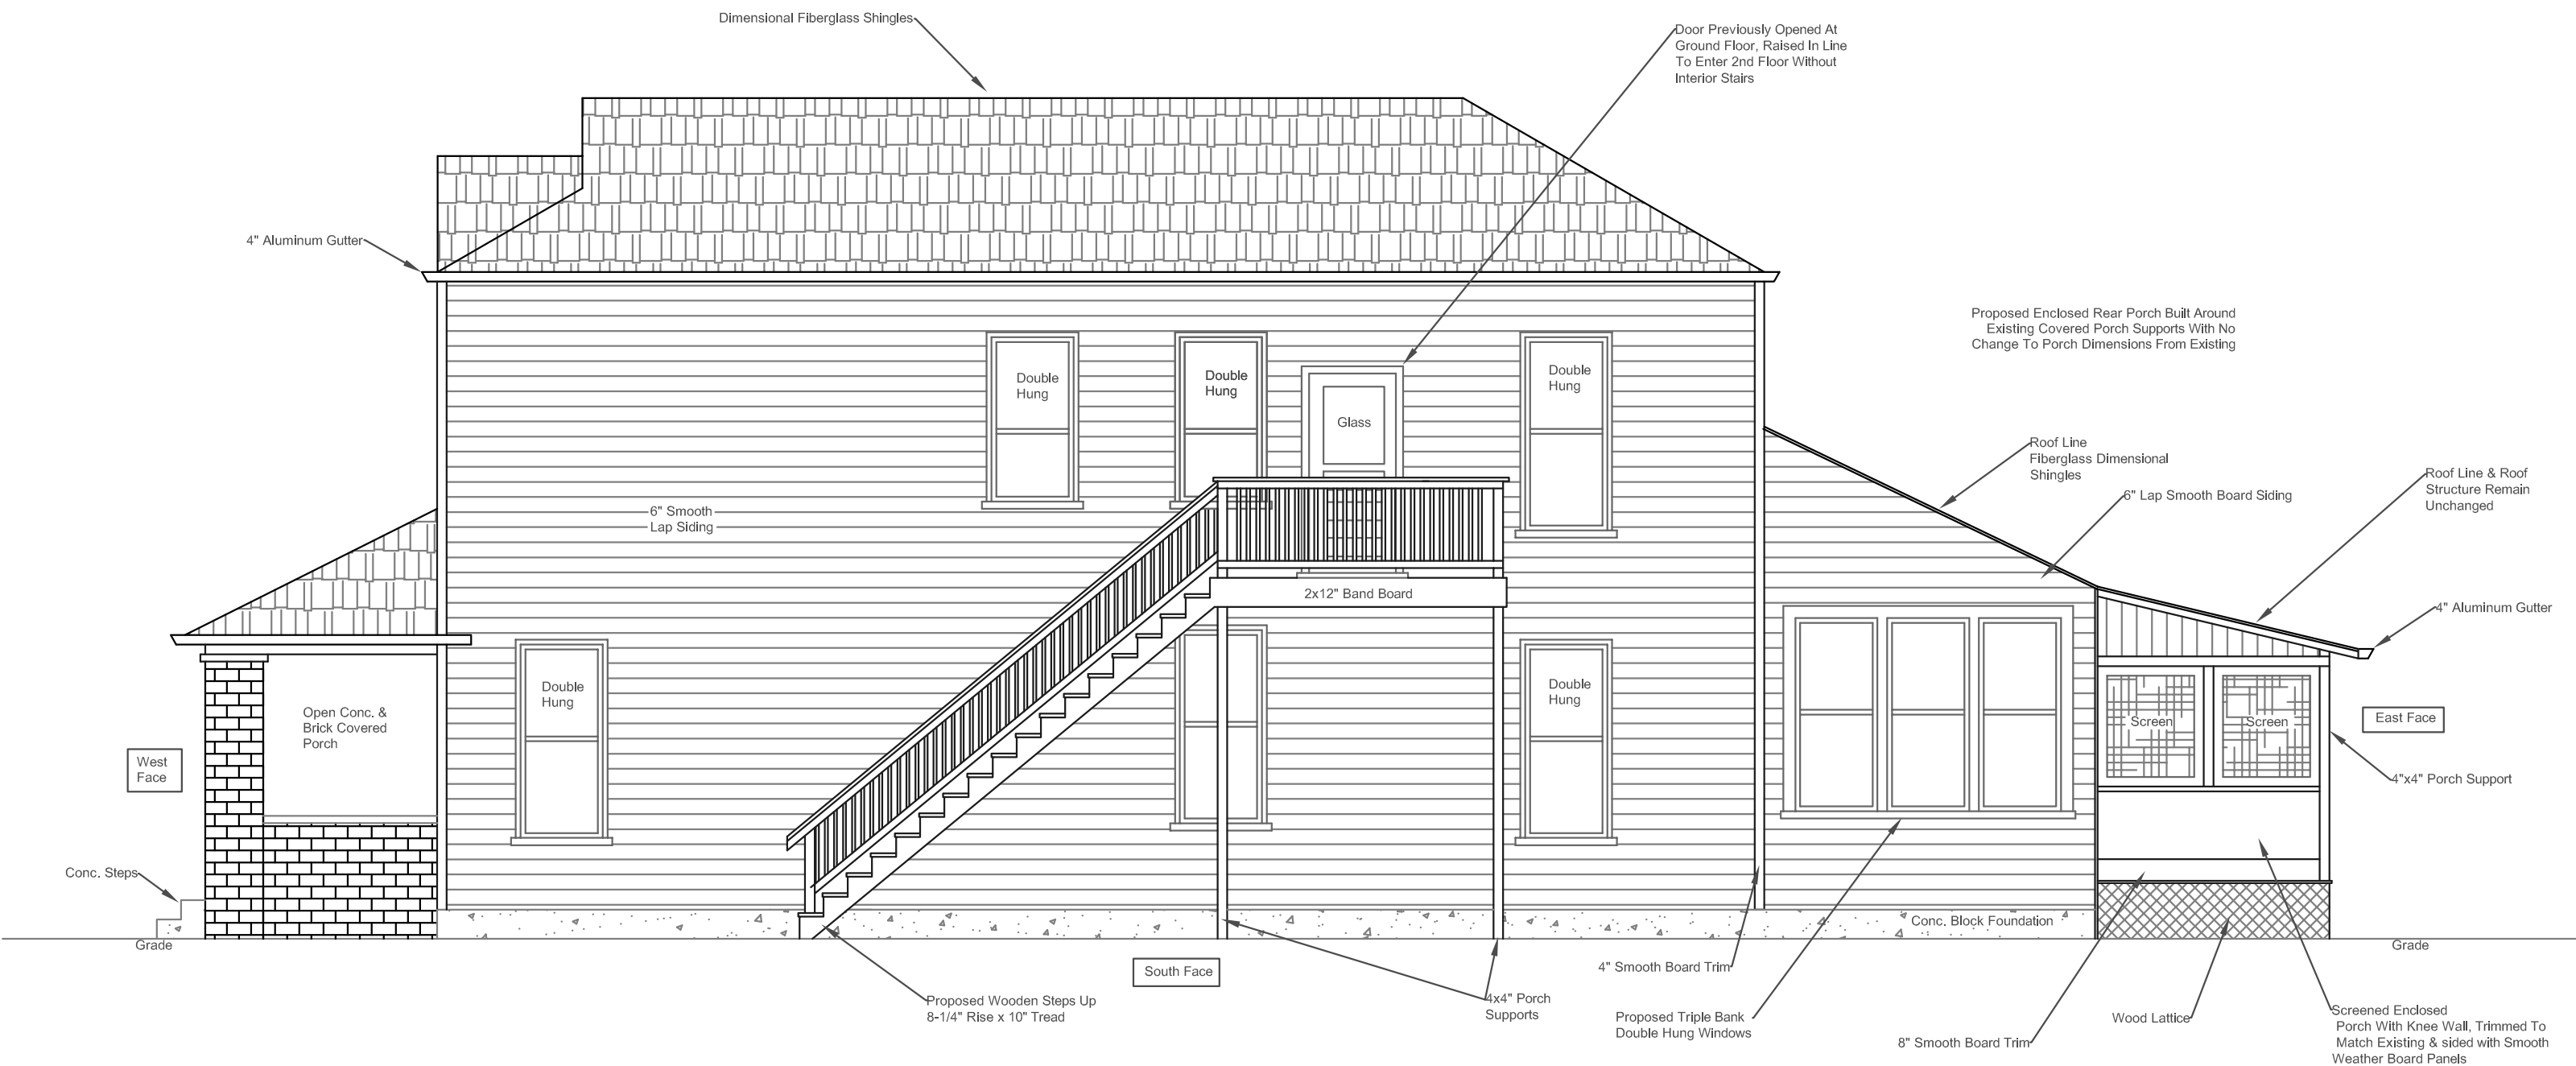 Dimensional Fiberglass Shingles
Door Previously Opened At
Ground Floor, Raised In Line
To Enter 2nd Floor Without
Interior Stairs
4" Aluminum Gutter
Proposed Enclosed Rear Porch Built Around
Existing Covered Porch Supports With No
Change To Porch Dimensions From Existing
Double
Hung
Double
Hung
Double
Hung
Glass
Roof Line
Fiberglass Dimensional
Shingles
6" Lap Smooth Board Siding
Roof Line & Roof
Structure Remain
Unchanged
6" Smooth
Lap Siding
2x12" Band Board
4" Aluminum Gutter
Double
Hung
Double
Hung
Open Conc. &
Brick Covered
Porch
West
Face
Screen
Screen
East Face
4"x4" Porch Support
Conc. Steps
Grade
Conc. Block Foundation
Grade
South Face
4" Smooth Board Trim
Proposed Wooden Steps Up
8-1/4" Rise x 10" Tread
4x4" Porch
Supports
Proposed Triple Bank
Double Hung Windows
8" Smooth Board Trim
Wood Lattice
Screened Enclosed
Porch With Knee Wall, Trimmed To
Match Existing & sided with Smooth
Weather Board Panels